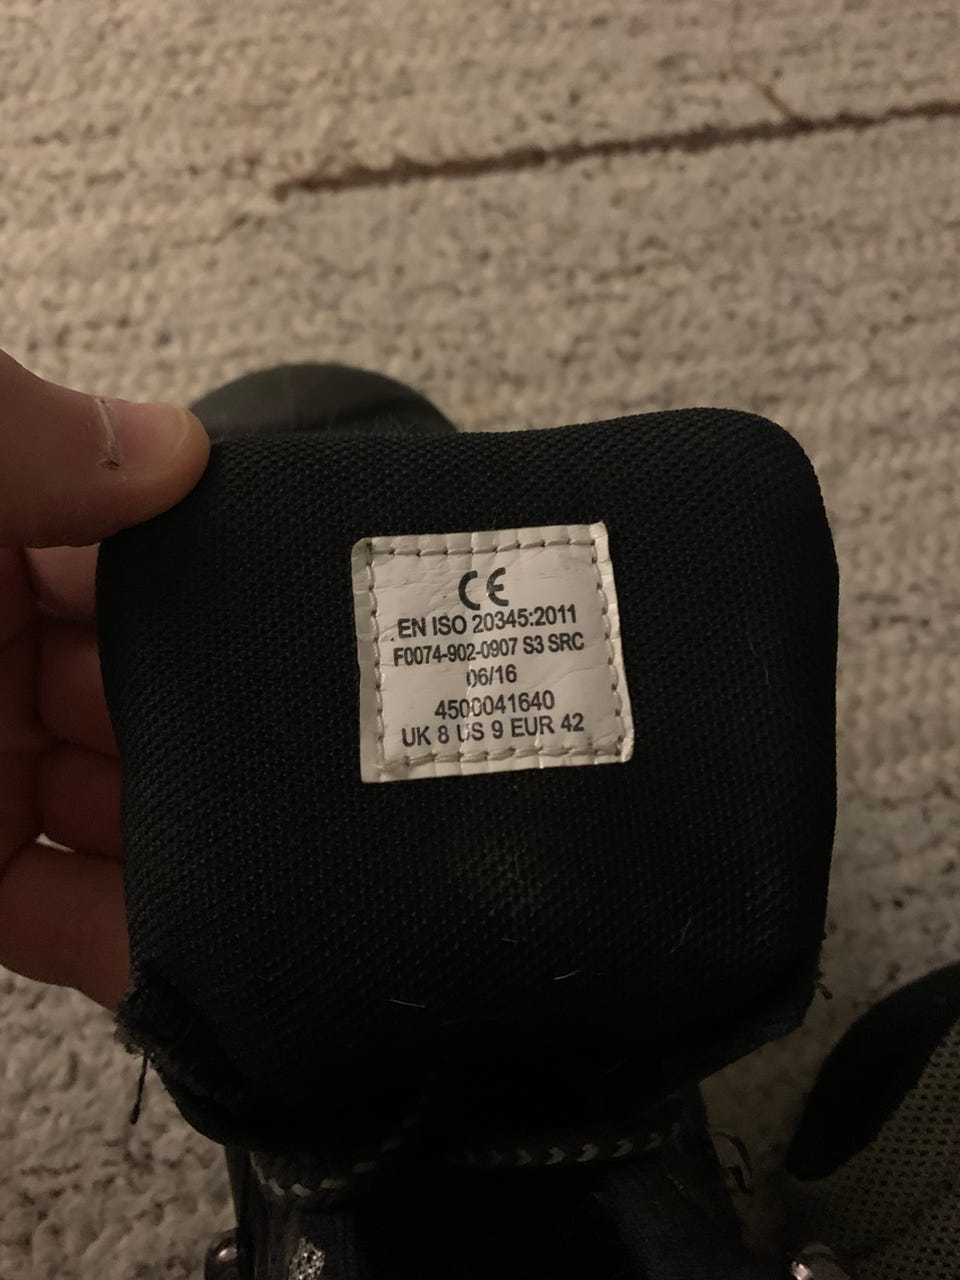 CE
EN ISO 20345:2011
F0074-902-0907 S3 SRC
06/16
4500041640
UK 8 US 9 EUR 42